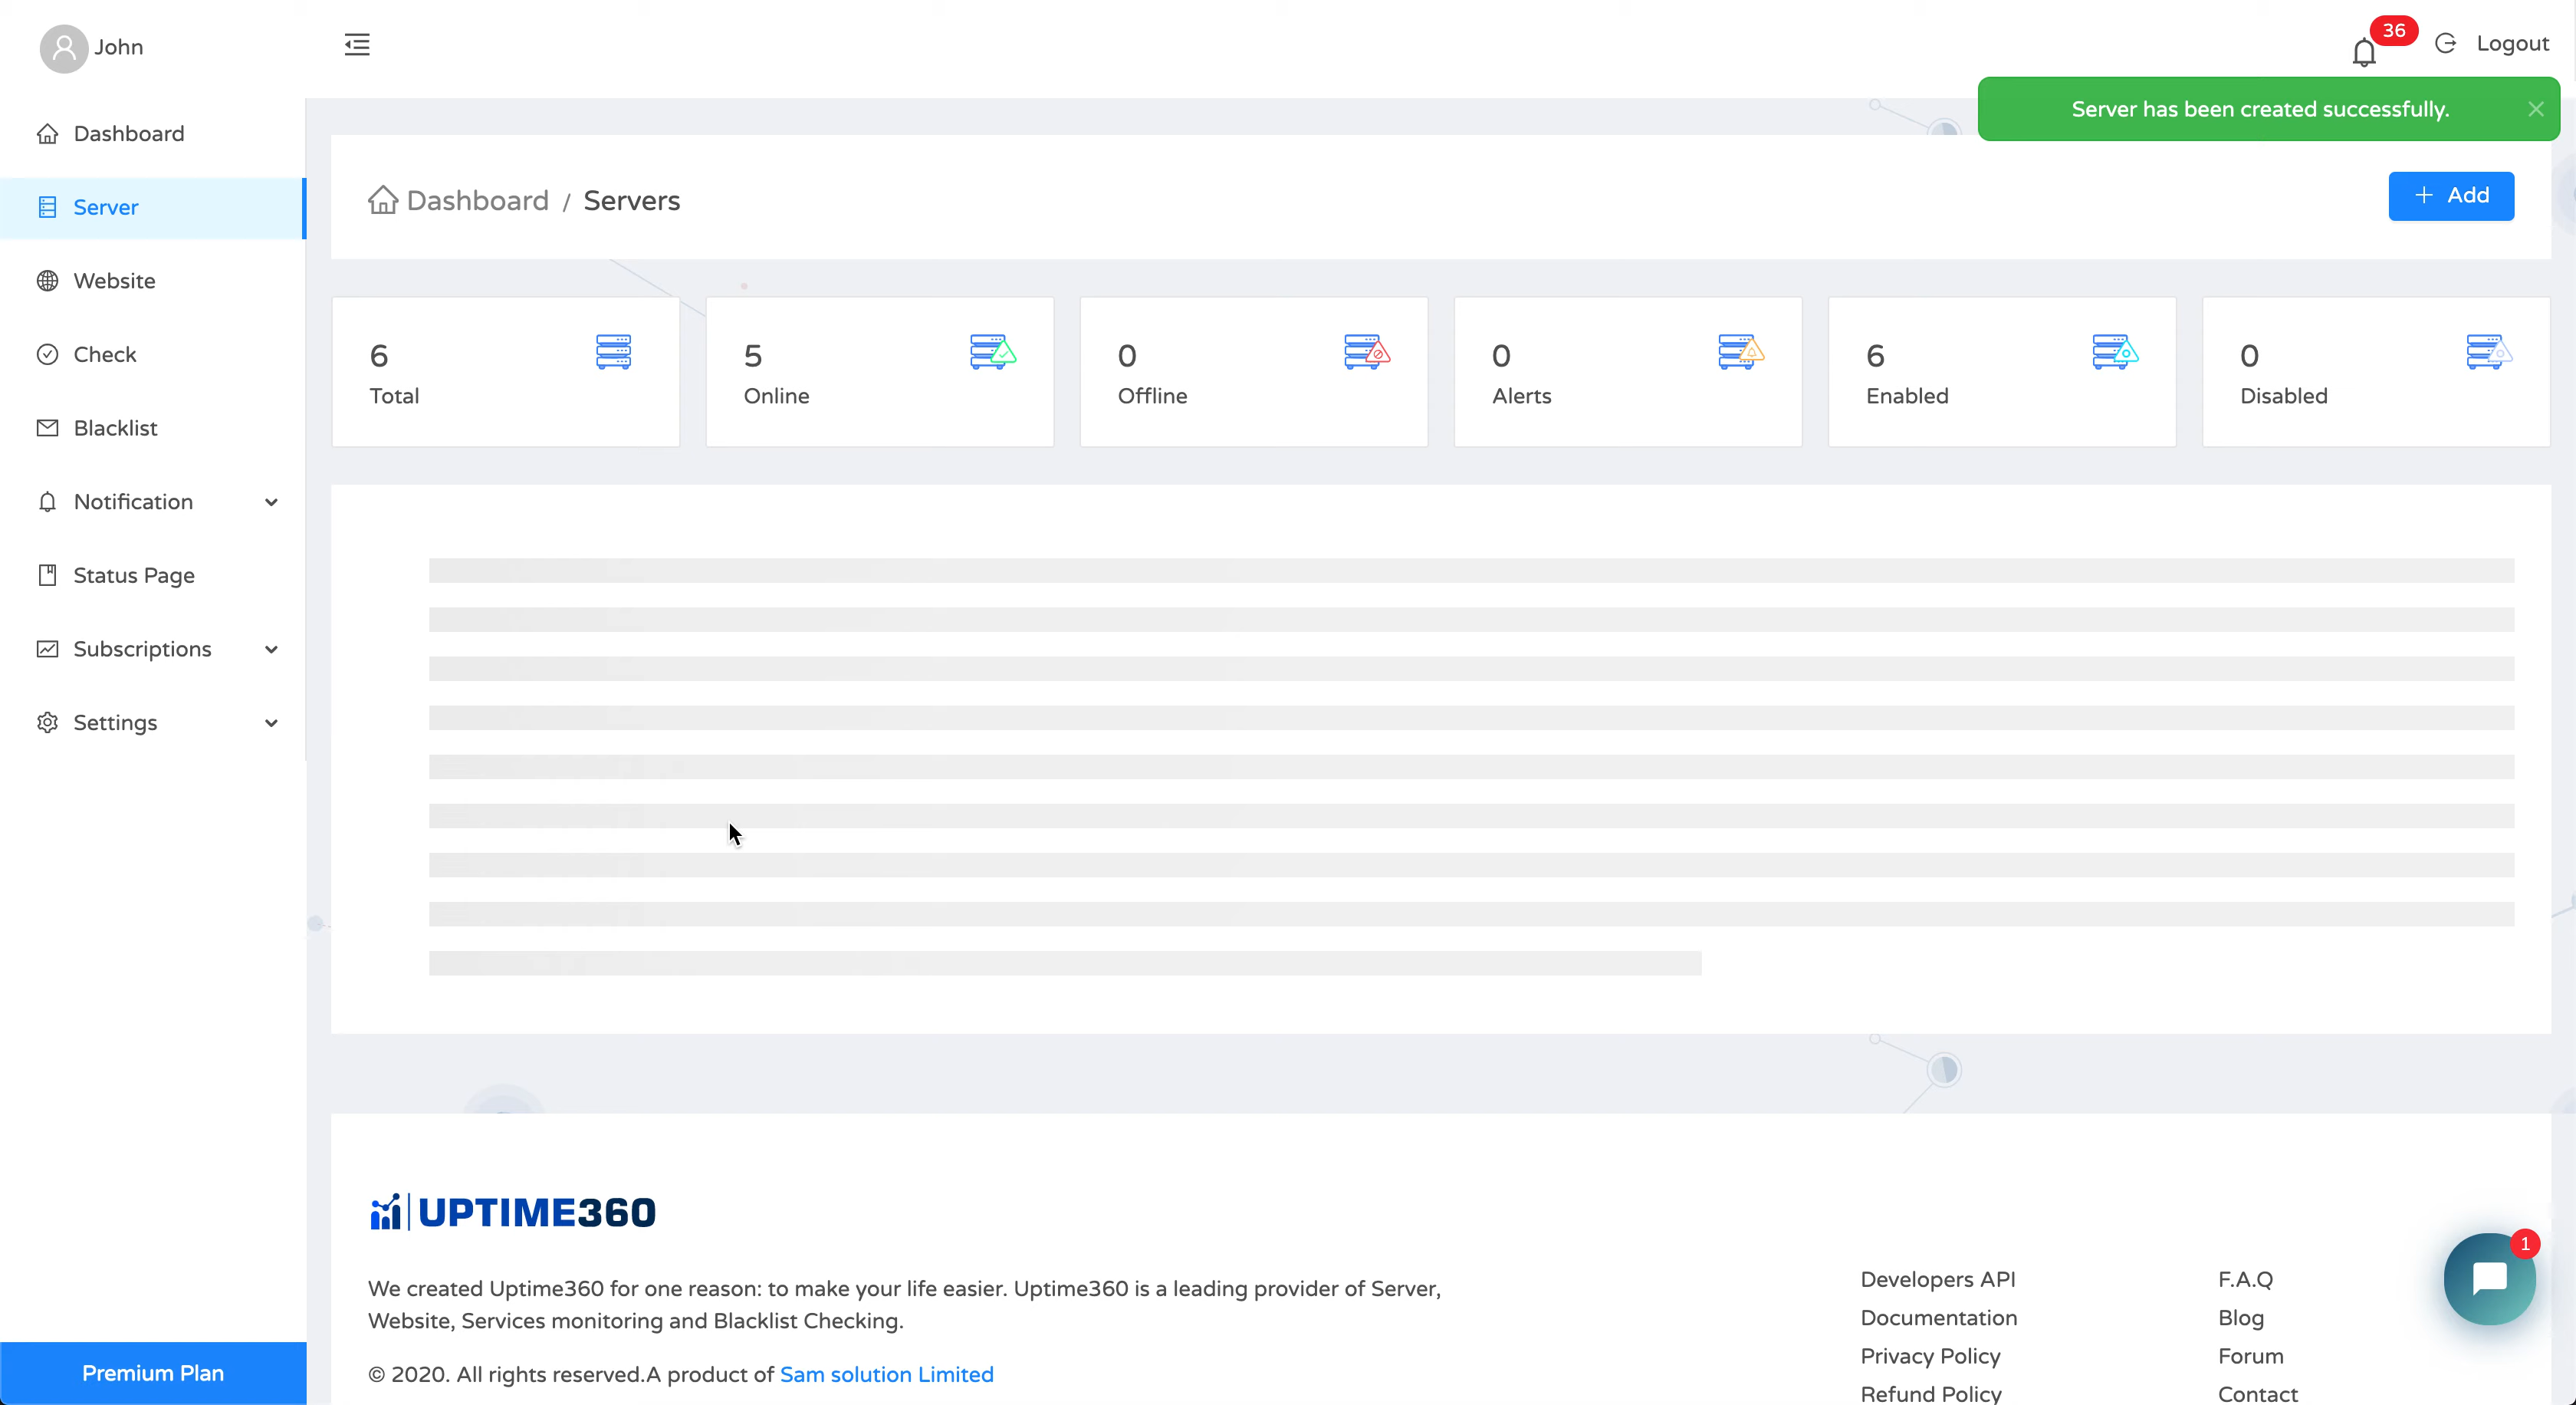 John
36
Logout
Server has been created successfully.
Dashboard
Server
Website
Check
Blacklist
Notification
Status Page
Subscriptions
Settings
Premium Plan
Dashboard / Servers
+ Add
6
Total
5
Online
0
Offline
0
Alerts
6
Enabled
0
Disabled
UPTIME360
We created Uptime360 for one reason: to make your life easier. Uptime360 is a leading provider of Server,
Website, Services monitoring and Blacklist Checking.
© 2020. All rights reserved.A product of Sam solution Limited
Developers API
Documentation
Privacy Policy
Refund Policy
F.A.Q
Blog
Forum
Contact
1